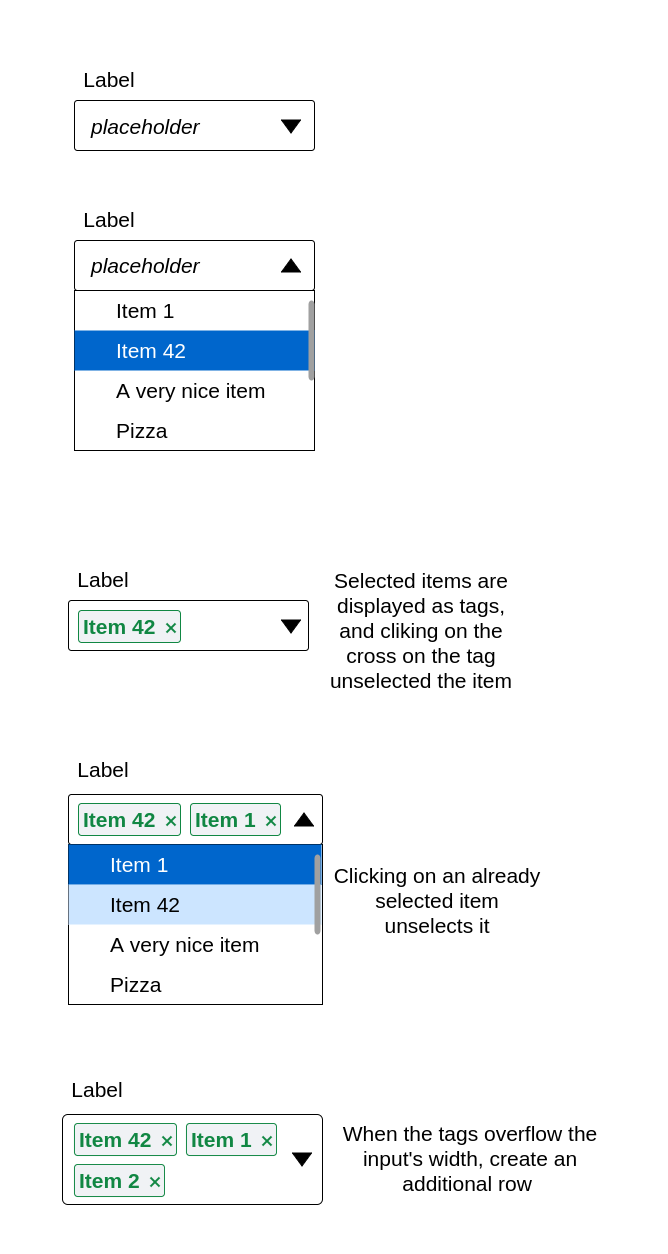 Label
placeholder
Label
placeholder
Item 1
Item 42
A very nice item
Pizza
Label
Item 42 ×
Selected items are
displayed as tags,
and cliking on the
cross on the tag
unselected the item
Label
Item 42 × Item 1 ×
Item 1
Item 42
A very nice item
Pizza
Clicking on an already
selected item
unselects it
Label
Item 42 × Item 1 ×
Item 2 ×
When the tags overflow the
input's width, create an
additional row